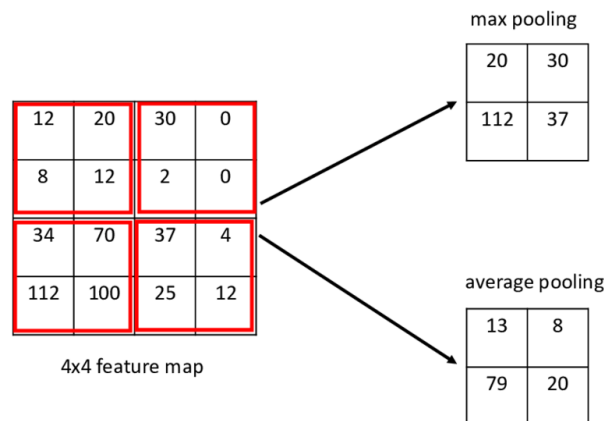 max pooling
20 30
112 37
12 20 30 0
8 12 2 0
34 70 37 4
112 100 25 12
4x4 feature map
average pooling
13 8
79 20